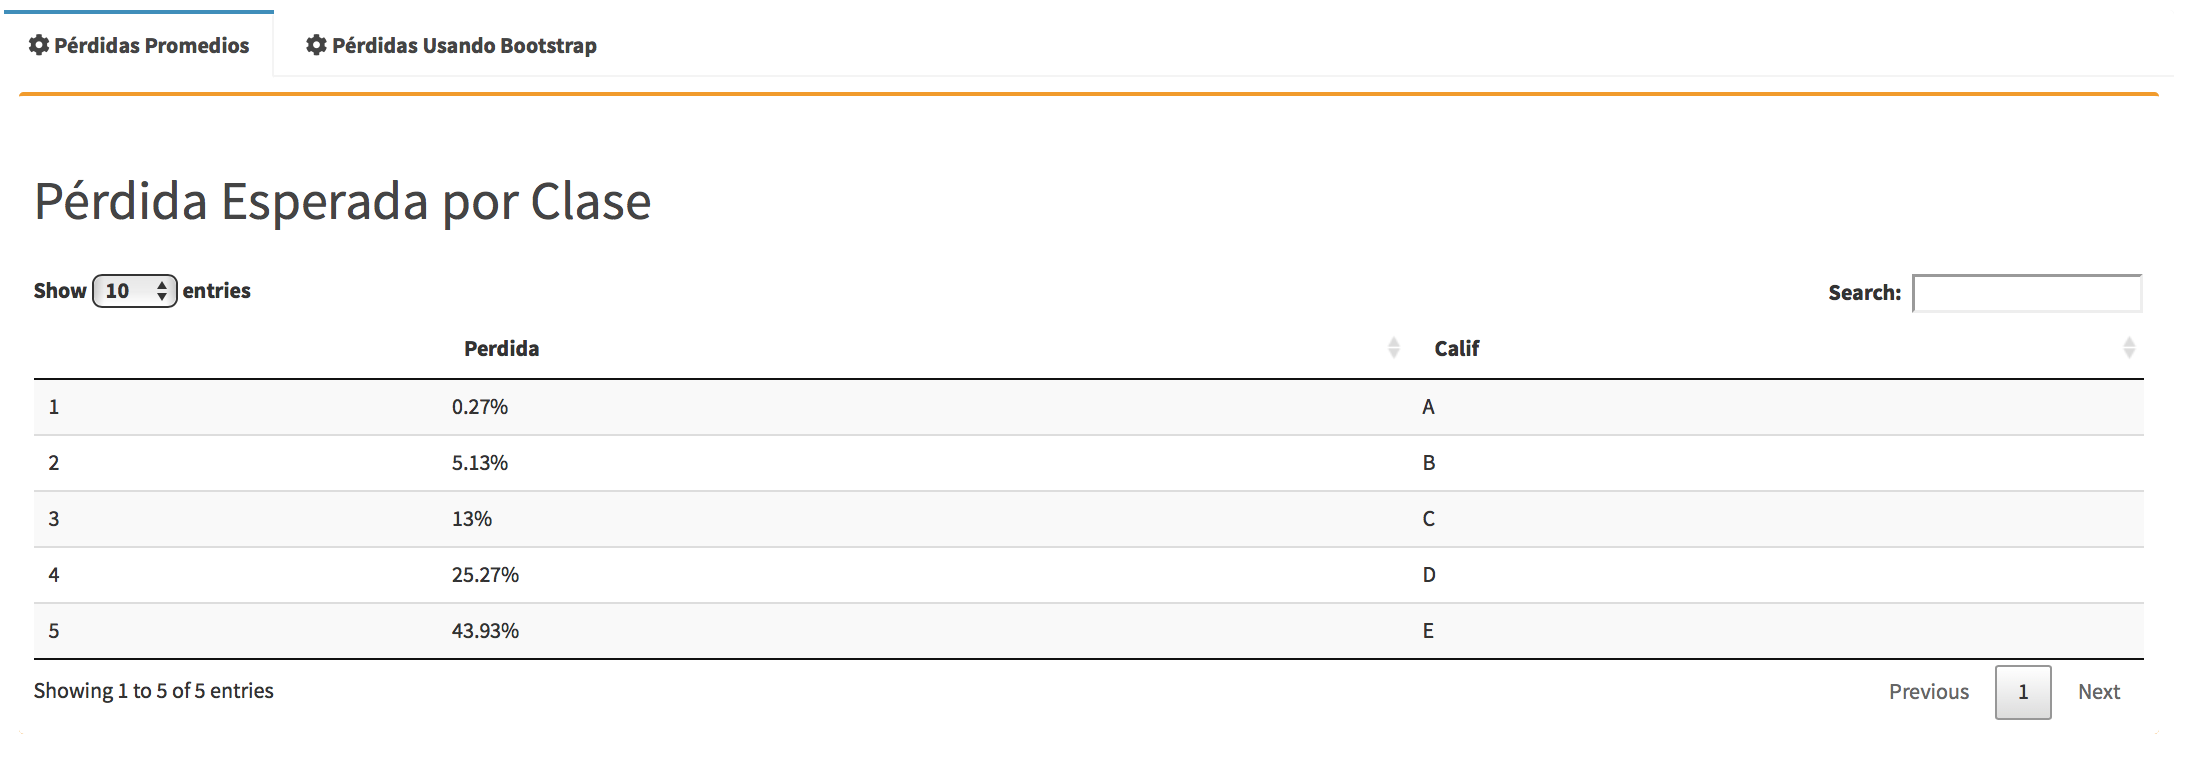 Pérdidas Promedios Pérdidas Usando Bootstrap
Pérdida Esperada por Clase
Show 10 entries Search:
Perdida Calif
1 0.27% A
2 5.13% B
3 13% C
4 25.27% D
5 43.93% E
Showing 1 to 5 of 5 entries Previous 1 Next